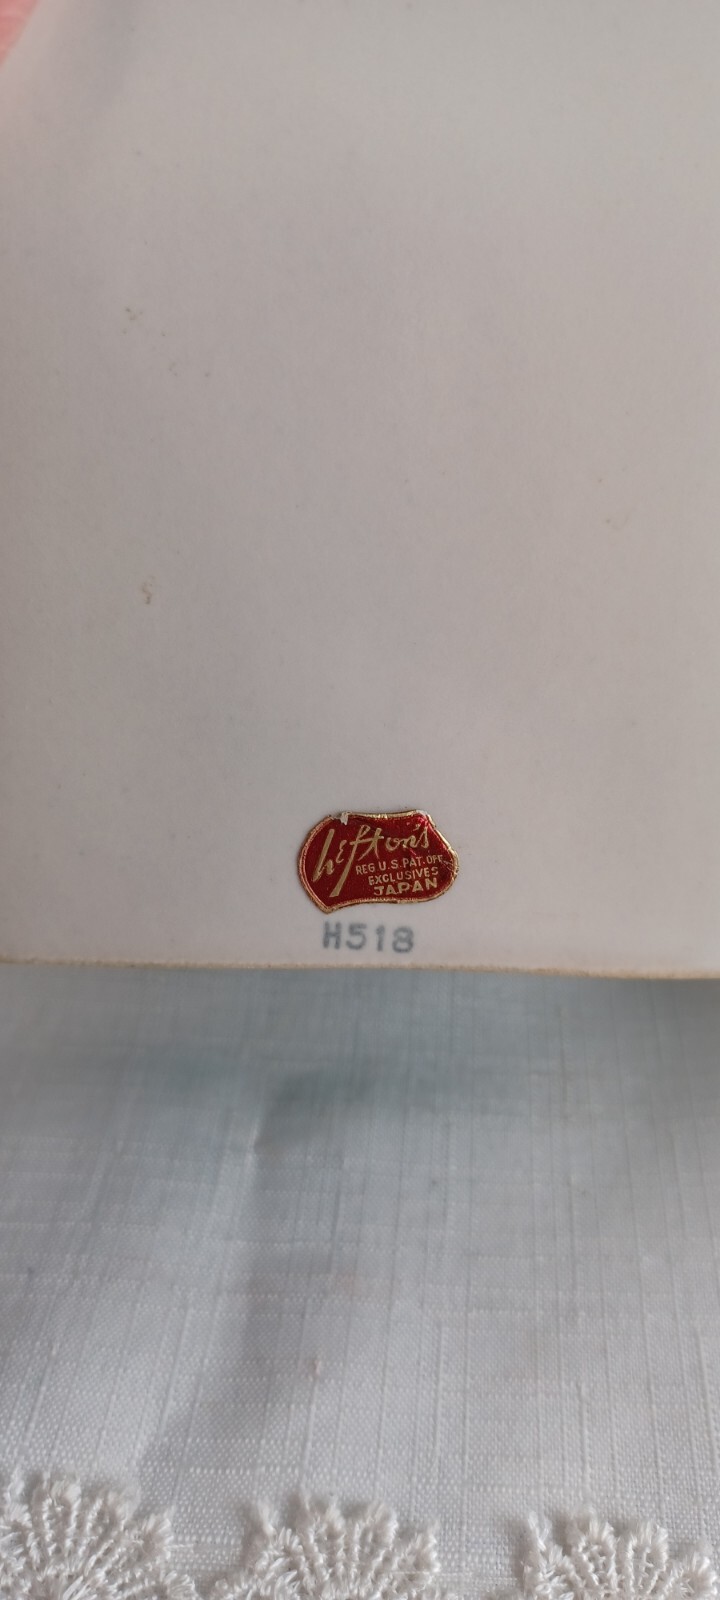 Lefton's
REG U.S. PAT. OFF.
EXCLUSIVES
JAPAN
H518